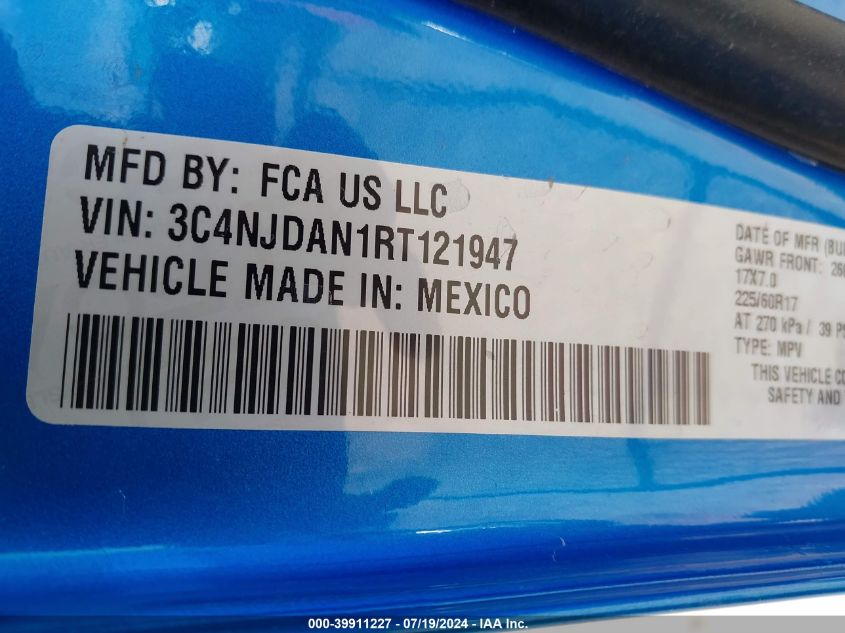 MFD BY: FCA US LLC
VIN: 3C4NJDAN1RT121947
VEHICLE MADE IN: MEXICO
DATE OF MFR
GAWR FRONT:
17X7.0
225/60R17
AT 270 kPa / 39
TYPE: MPV
THIS VEHICLE
SAFETY AND
000-39911227 - 07/19/2024 - IAA Inc.